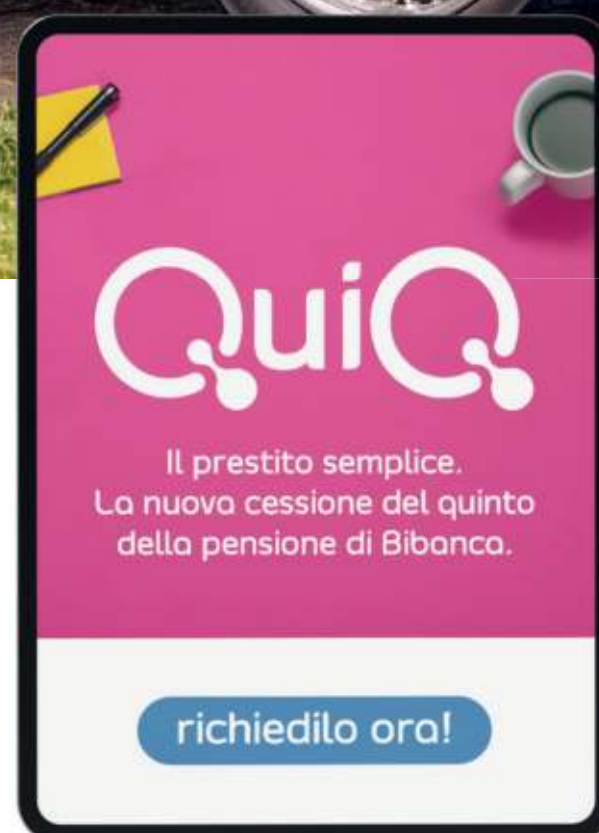 QuiQ
Il prestito semplice.
La nuova cessione del quinto
della pensione di Bibanca.
richiedilo ora!